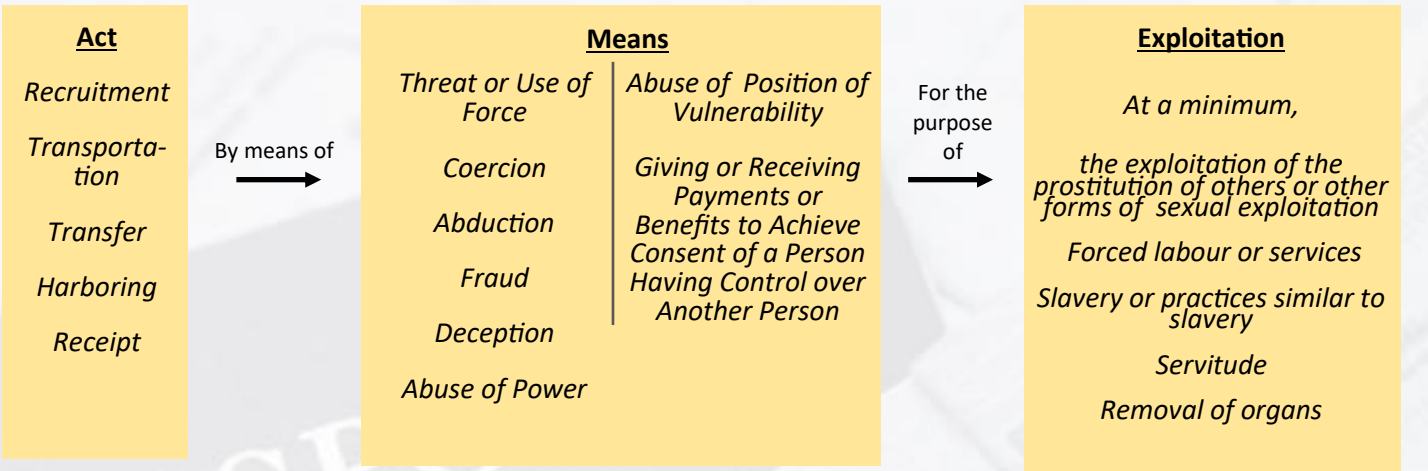 Act
Recruitment
Transporta-
tion
Transfer
Harboring
Receipt
By means of
Means
Threat or Use of
Force
Coercion
Abduction
Fraud
Deception
Abuse of Power
Abuse of Position of
Vulnerability
Giving or Receiving
Payments or
Benefits to Achieve
Consent of a Person
Having Control over
Another Person
For the
purpose
of
Exploitation
At a minimum,
the exploitation of the
prostitution of others or other
forms of sexual exploitation
Forced labour or services
Slavery or practices similar to
slavery
Servitude
Removal of organs